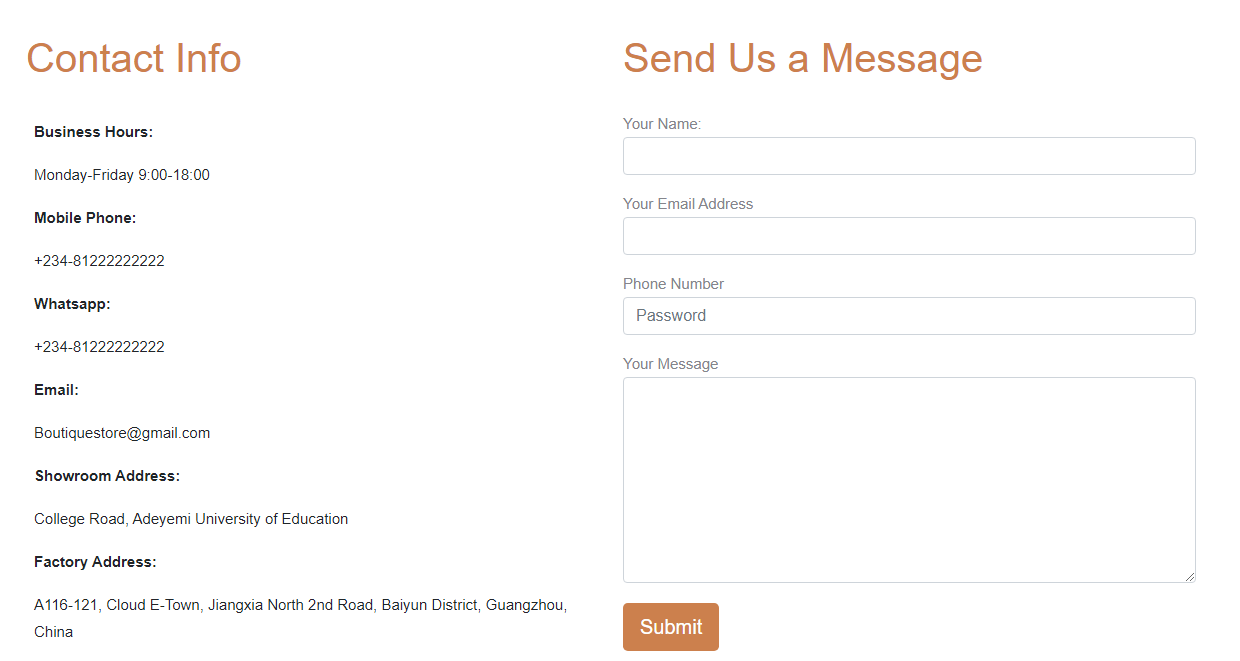 Contact Info
Business Hours:
Monday-Friday 9:00-18:00
Mobile Phone:
+234-81222222222
Whatsapp:
+234-81222222222
Email:
Boutiquestore@gmail.com
Showroom Address:
College Road, Adeyemi University of Education
Factory Address:
A116-121, Cloud E-Town, Jiangxia North 2nd Road, Baiyun District, Guangzhou,
China
Send Us a Message
Your Name:
Your Email Address
Phone Number
Password
Your Message
Submit